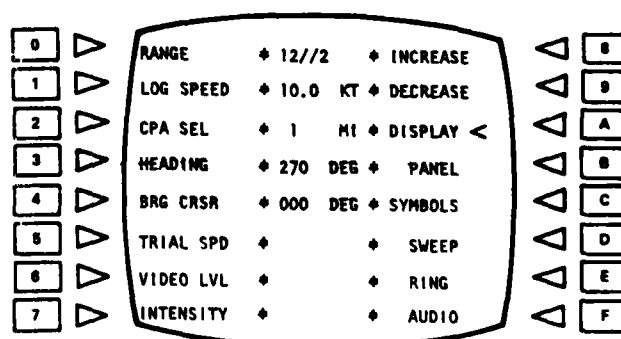 0 RANGE * 12//2 * INCREASE 8
1 LOG SPEED * 10.0 KT * DECREASE 9
2 CPA SEL * 1 MI * DISPLAY < A
3 HEADING * 270 DEG * PANEL B
4 BRG CRSR * 000 DEG * SYMBOLS C
5 TRIAL SPD * * SWEEP D
6 VIDEO LVL * * RING E
7 INTENSITY * * AUDIO F